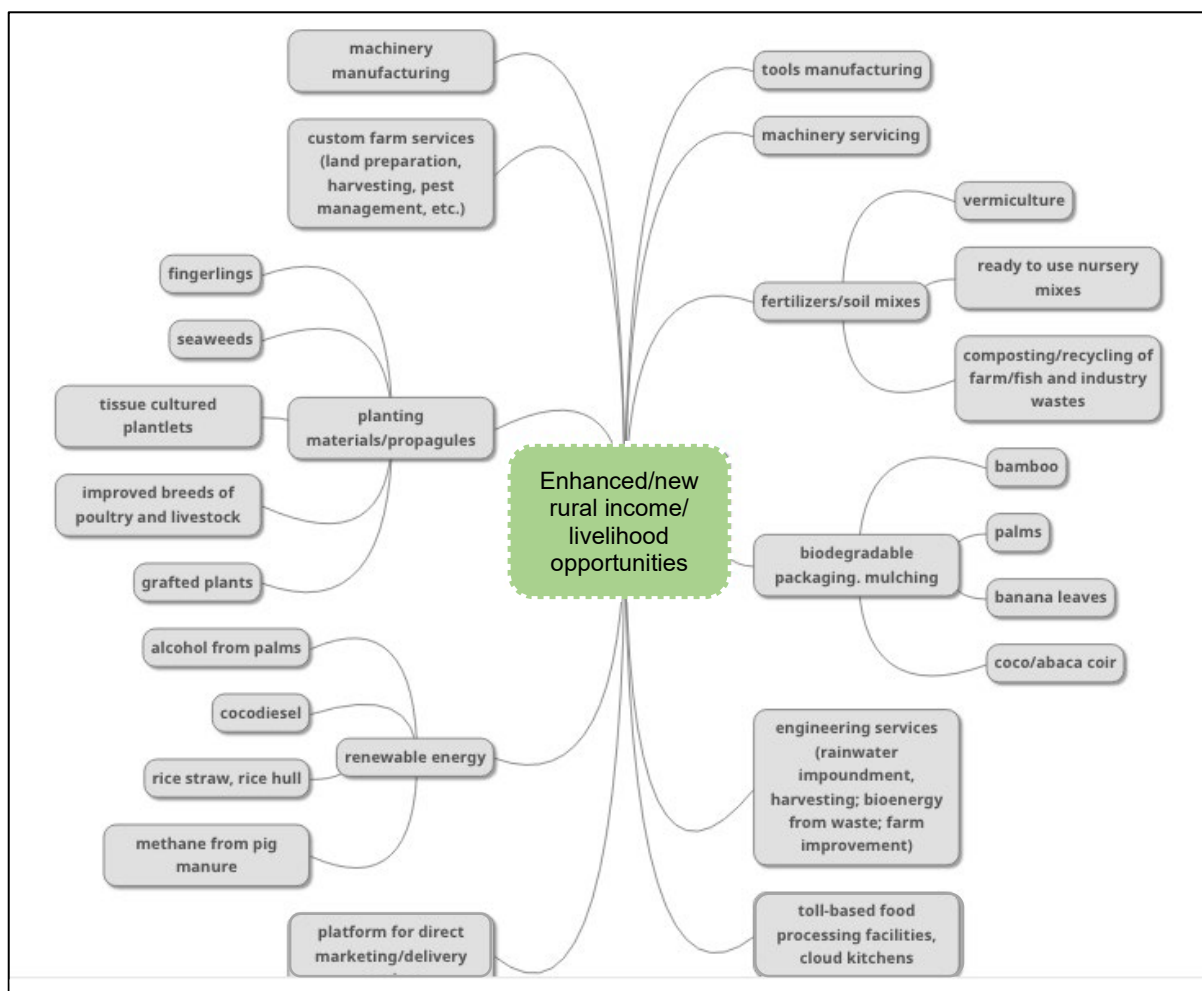 machinery
manufacturing
custom farm services
(land preparation,
harvesting, pest
management, etc.)
fingerlings
seaweeds
tissue cultured
plantlets
improved breeds of
poultry and livestock
grafted plants
planting
materials/propagules
alcohol from palms
cocodiesel
rice straw, rice hull
methane from pig
manure
renewable energy
platform for direct
marketing/delivery
Enhanced/new
rural income/
livelihood
opportunities
tools manufacturing
machinery servicing
fertilizers/soil mixes
vermiculture
ready to use nursery
mixes
composting/recycling of
farm/fish and industry
wastes
biodegradable
packaging. mulching
bamboo
palms
banana leaves
coco/abaca coir
engineering services
(rainwater
impoundment,
harvesting; bioenergy
from waste; farm
improvement)
toll-based food
processing facilities,
cloud kitchens